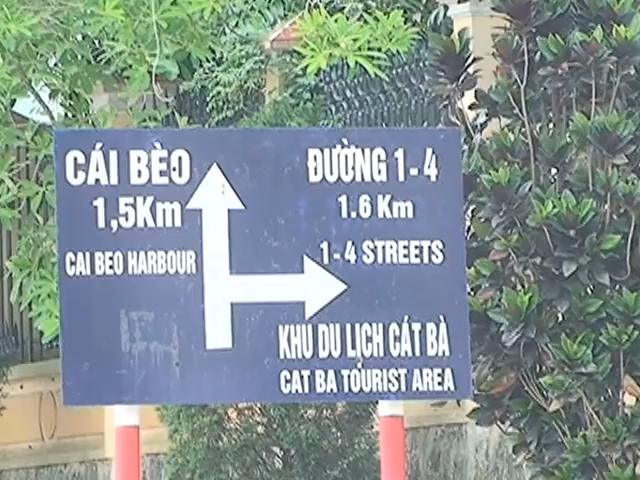 CÁI BÈO
1,5Km
CAI BEO HARBOUR
ĐƯỜNG 1-4
1.6 Km
1-4 STREETS
KHU DU LỊCH CÁT BÀ
CAT BA TOURIST AREA